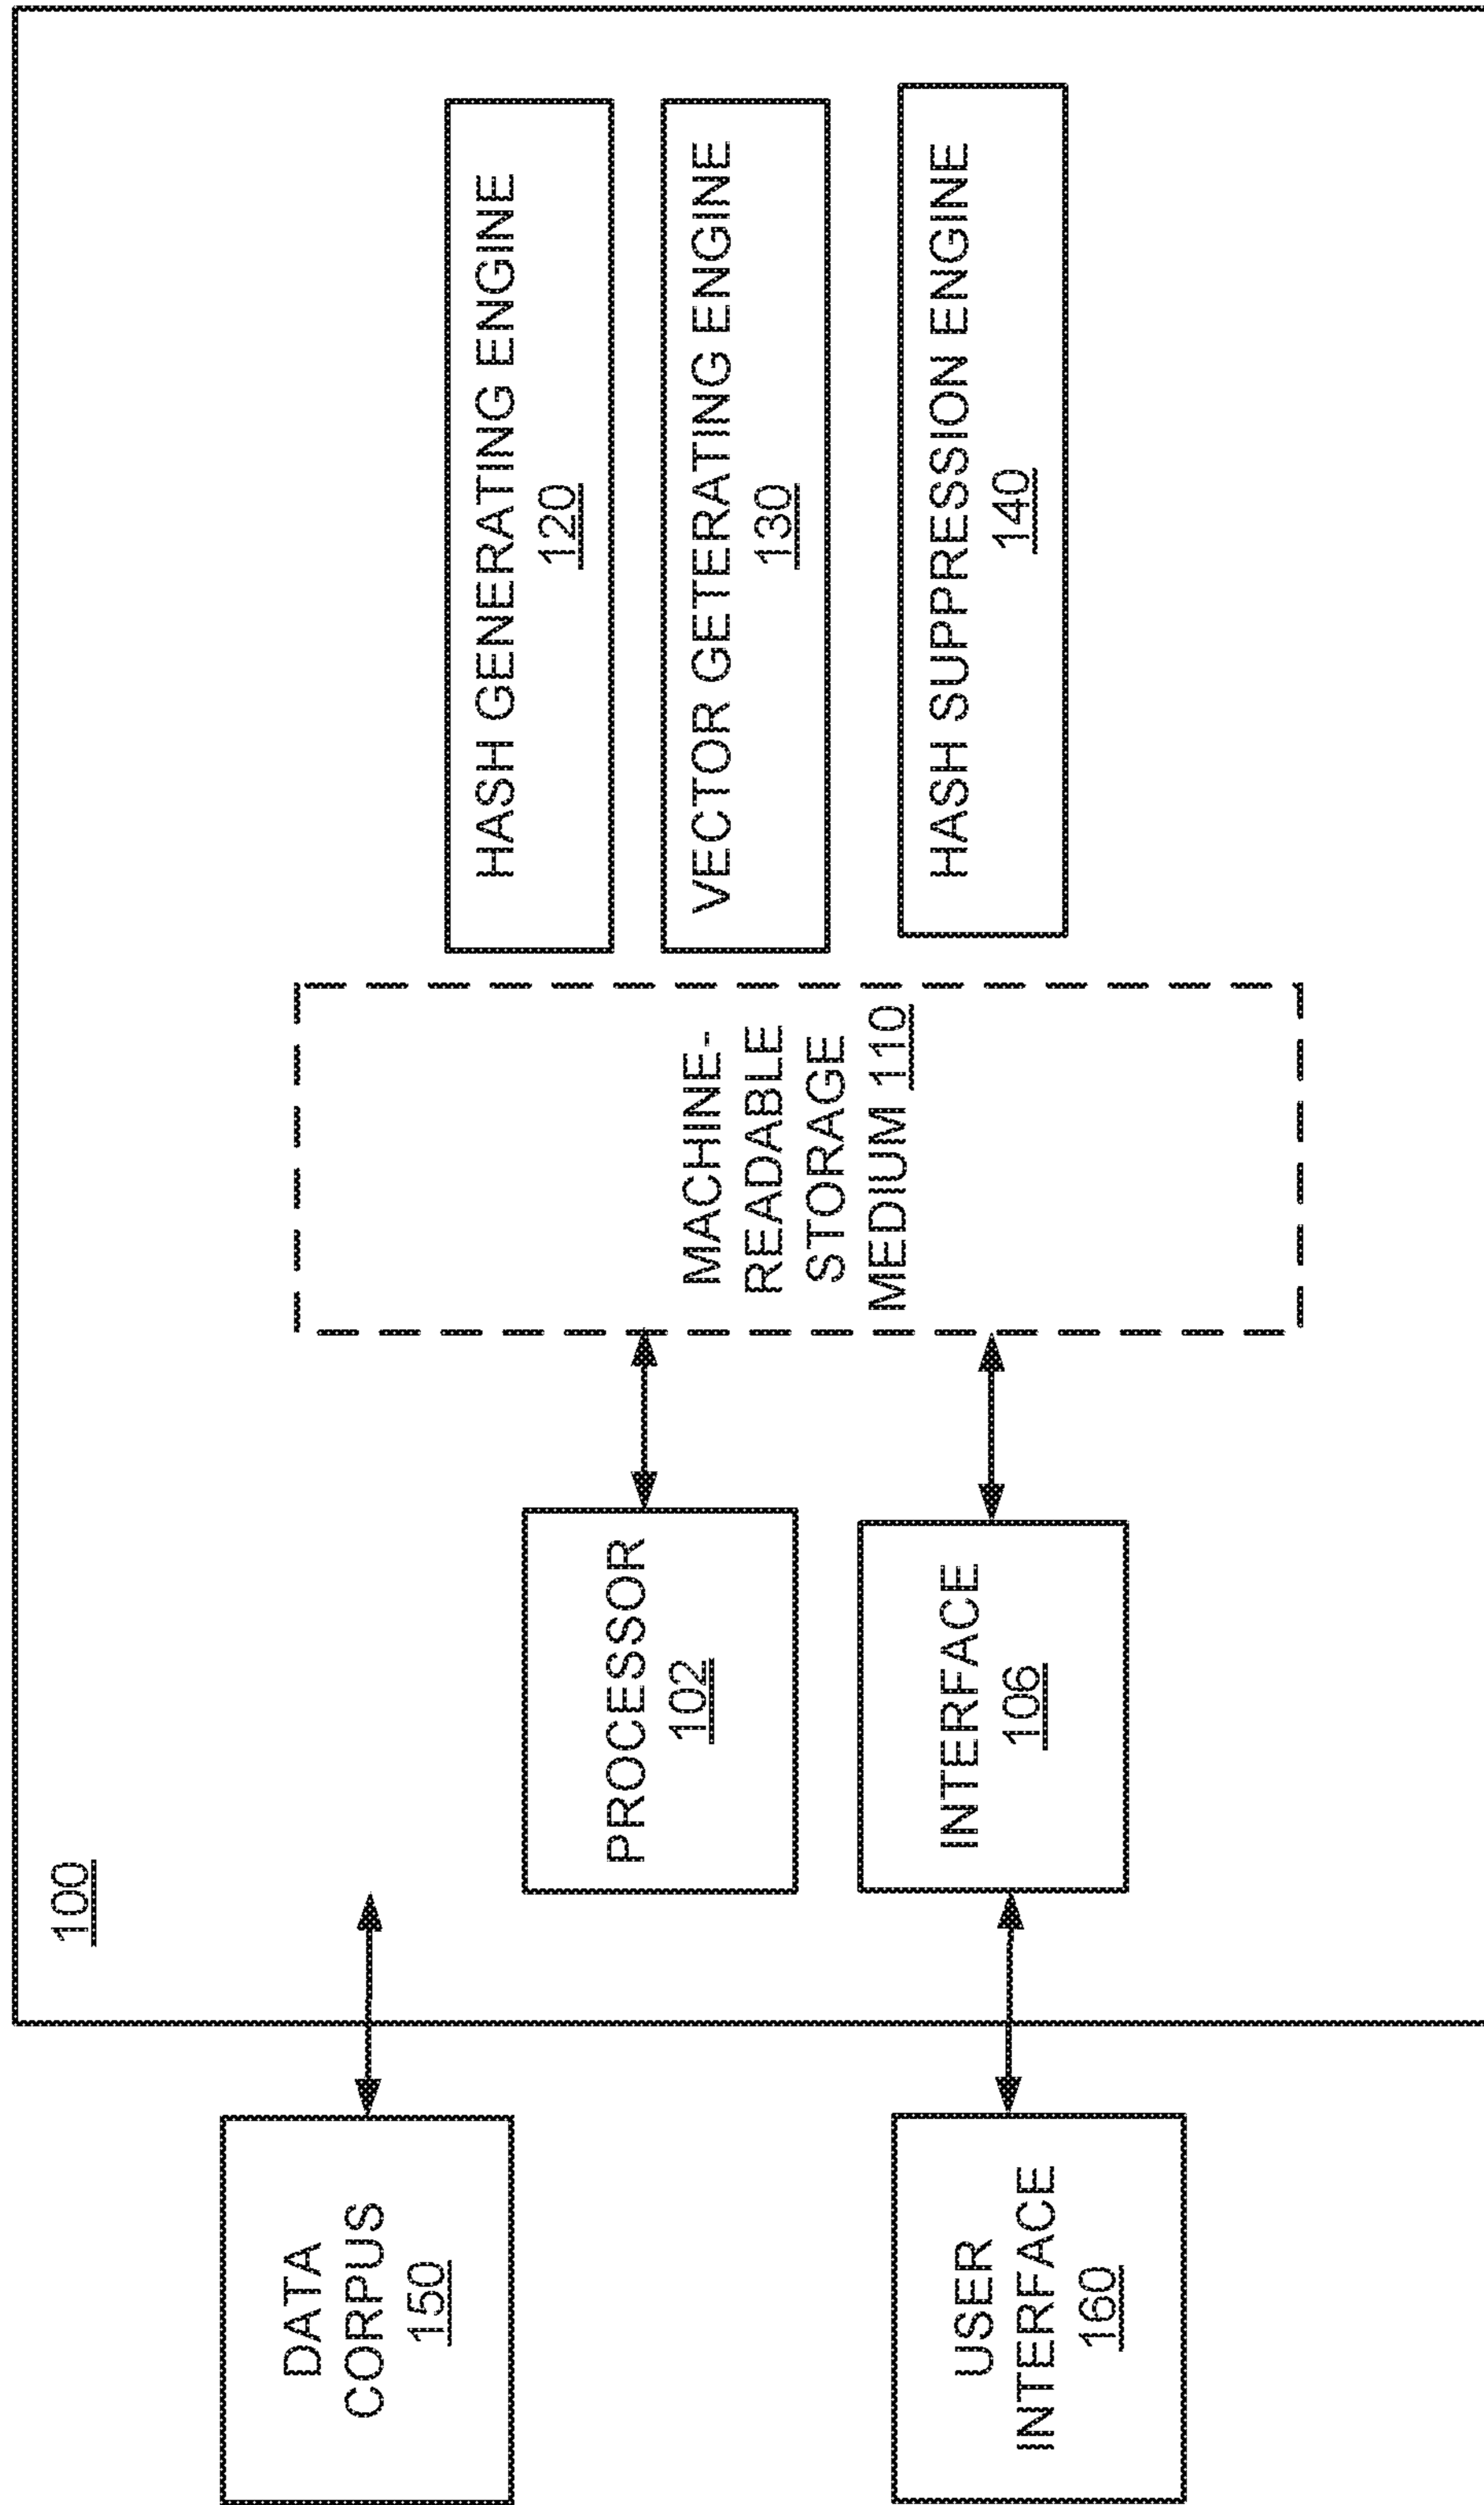 100
DATA
CORPUS
150
USER
INTERFACE
160
PROCESSOR
102
INTERFACE
106
MACHINE-
READABLE
STORAGE
MEDIUM 110
HASH GENERATING ENGINE
120
VECTOR GETERATING ENGINE
130
HASH SUPPRESSION ENGINE
140